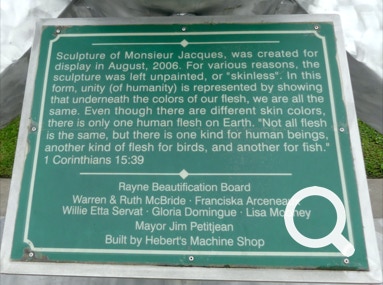 Sculpture of Monsieur Jacques, was created for
display in August, 2006. For various reasons, the
sculpture was left unpainted, or "skinless". In this
form, unity (of humanity) is represented by showing
that underneath the colors of our flesh, we are all the
same. Even though there are different skin colors,
there is only one human flesh on Earth. "Not all flesh
is the same, but there is one kind for human beings,
another kind of flesh for birds, and another for fish."
1 Corinthians 15:39
Rayne Beautification Board
Warren & Ruth McBride · Franciska Arceneaux
Willie Etta Servat · Gloria Domingue · Lisa
Mayor Jim Petitjean
Built by Hebert's Machine Shop